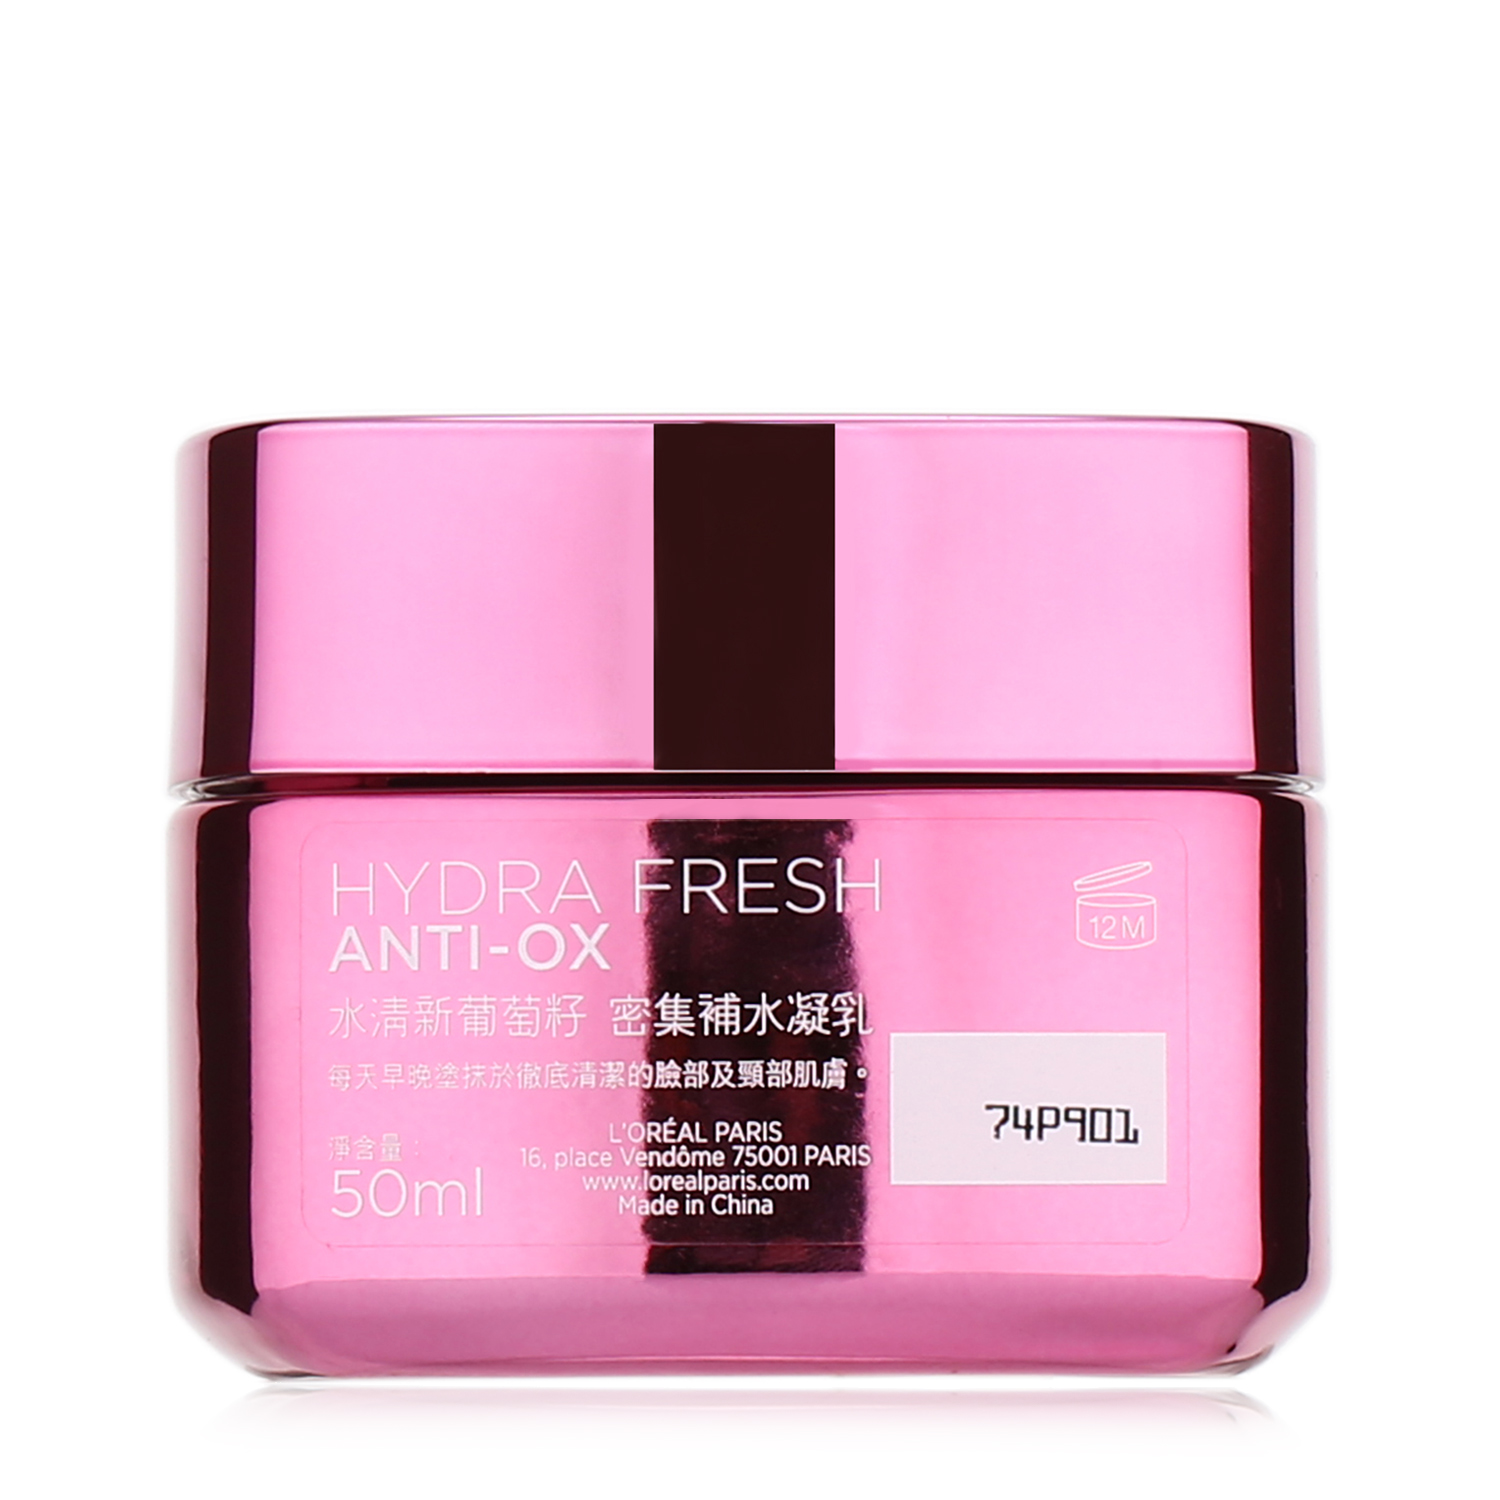 HYDRA FRESH
ANTI-OX
12M
水清新葡萄籽 密集補水凝乳
每天早晚塗抹於徹底清潔的臉部及頸部肌膚。
74P901
淨含量：
50ml
L'ORÉAL PARIS
16, place Vendôme 75001 PARIS
www.lorealparis.com
Made in China